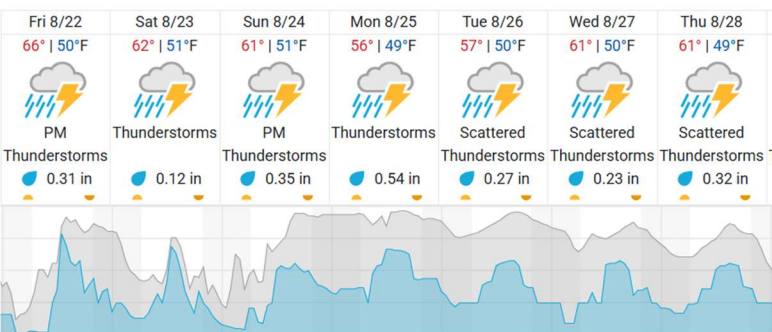 Fri 8/22
66° | 50°F
PM
Thunderstorms
0.31 in
Sat 8/23
62° | 51°F
Thunderstorms
0.12 in
Sun 8/24
61° | 51°F
PM
Thunderstorms
0.35 in
Mon 8/25
56° | 49°F
Thunderstorms
0.54 in
Tue 8/26
57° | 50°F
Scattered
Thunderstorms
0.27 in
Wed 8/27
61° | 50°F
Scattered
Thunderstorms
0.23 in
Thu 8/28
61° | 49°F
Scattered
Thunderstorms
0.32 in